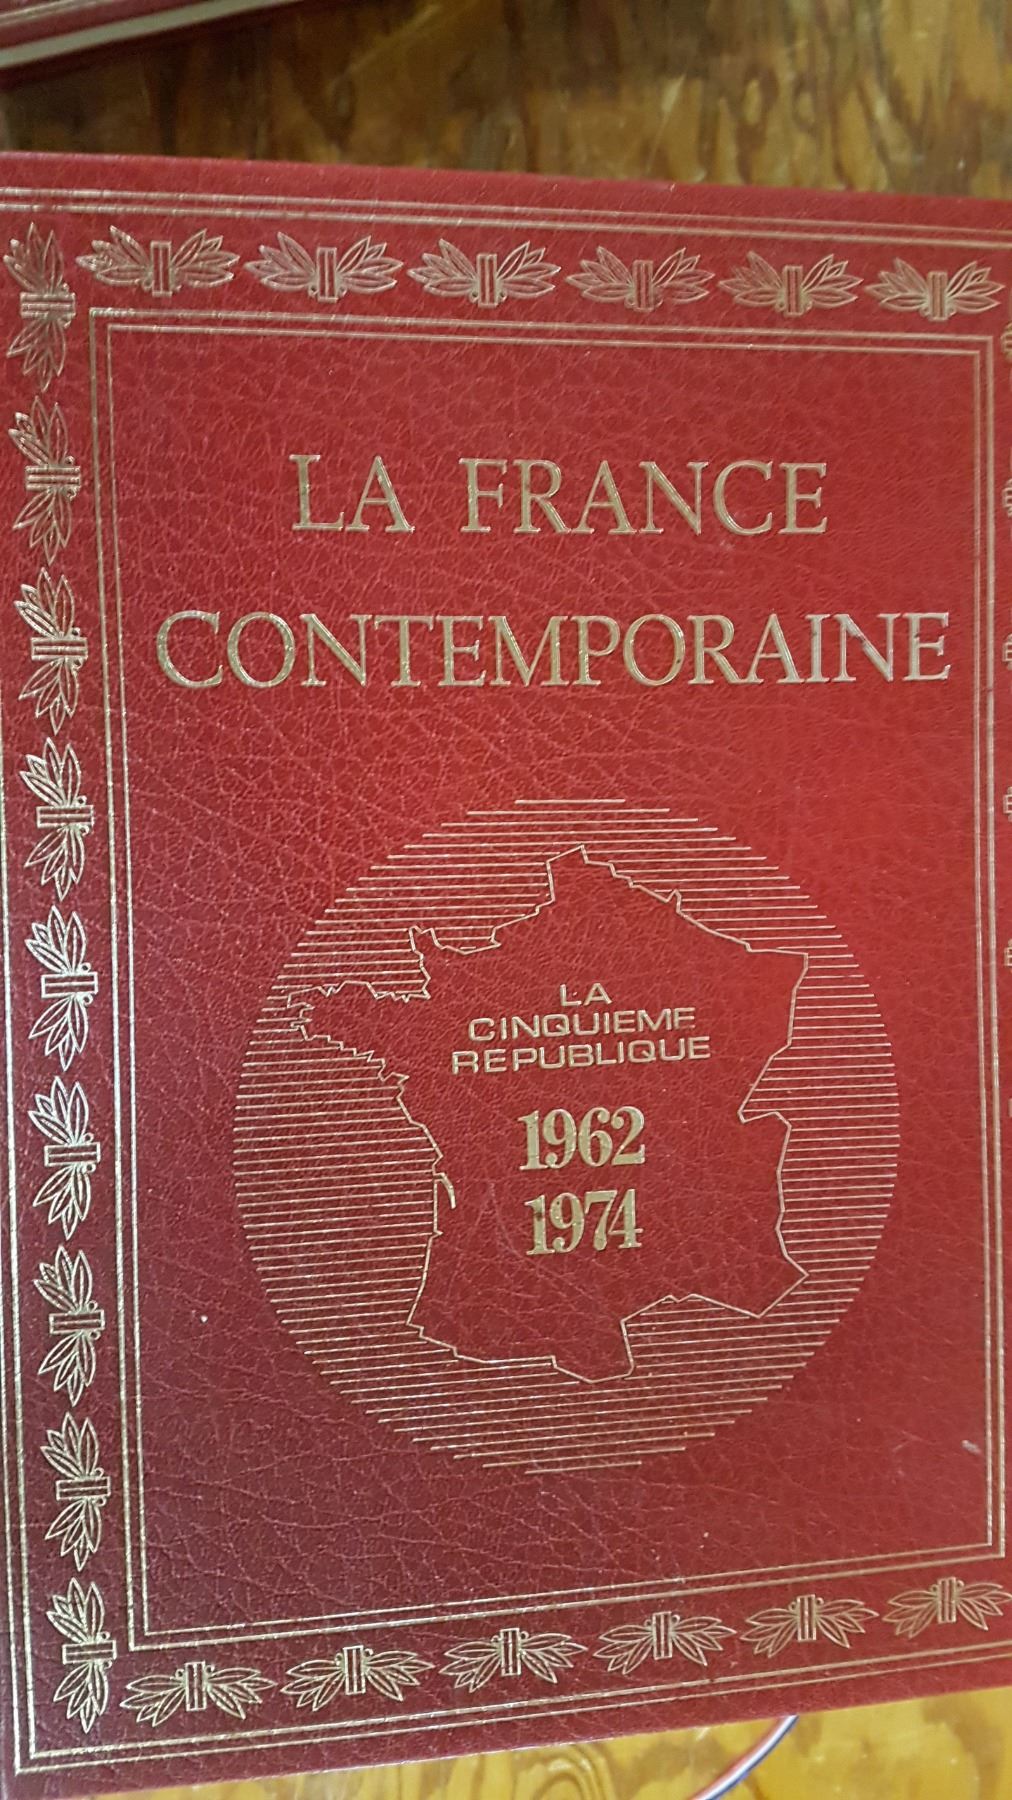 LA FRANCE
CONTEMPORAINE
LA
CINQUIEME
REPUBLIQUE
1962
1974